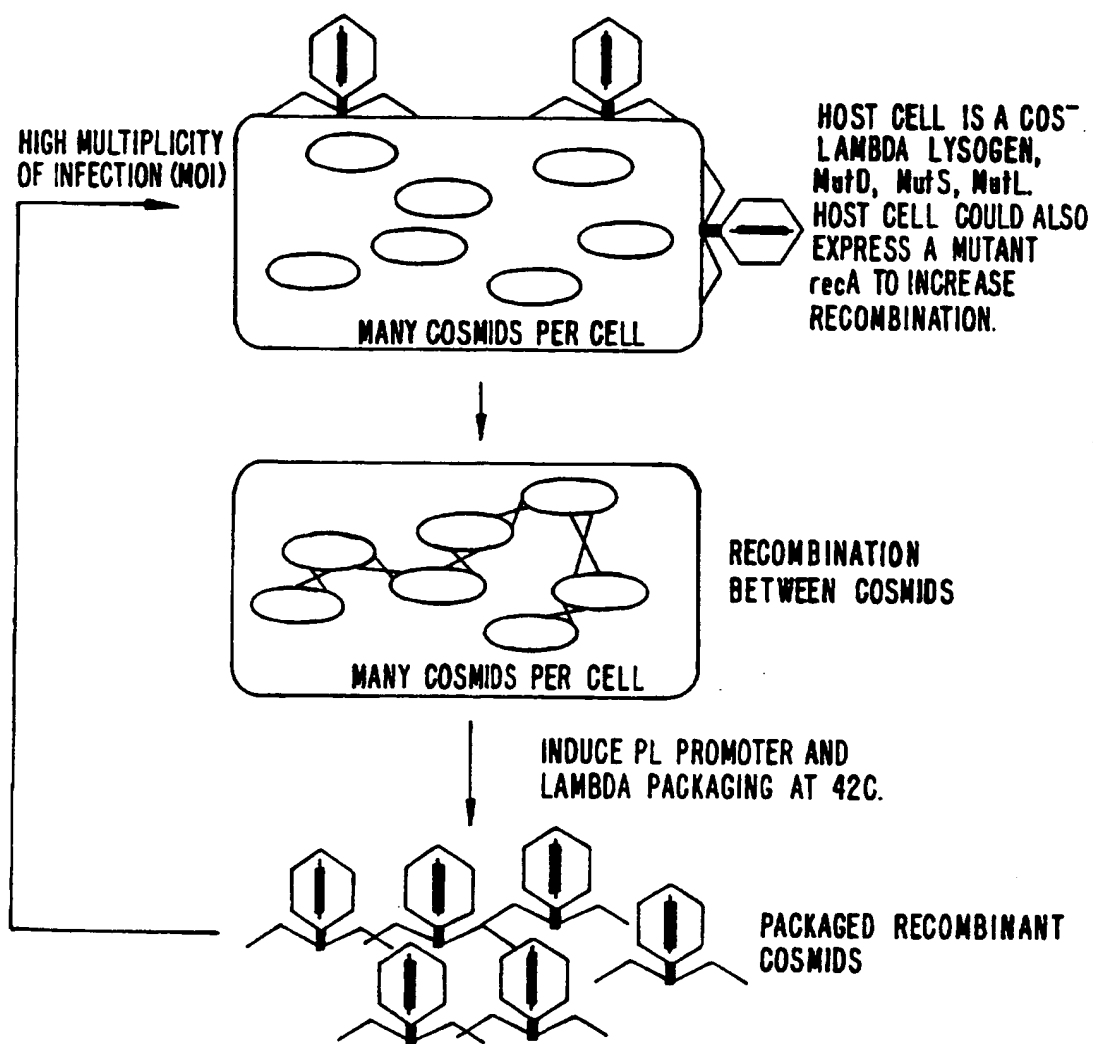 HIGH MULTIPLICITY
OF INFECTION (MOI)
HOST CELL IS A COS⁻
LAMBDA LYSOGEN,
MutD, MutS, MutL.
HOST CELL COULD ALSO
EXPRESS A MUTANT
recA TO INCREASE
RECOMBINATION.
MANY COSMIDS PER CELL
RECOMBINATION
BETWEEN COSMIDS
MANY COSMIDS PER CELL
INDUCE PL PROMOTER AND
LAMBDA PACKAGING AT 42C.
PACKAGED RECOMBINANT
COSMIDS